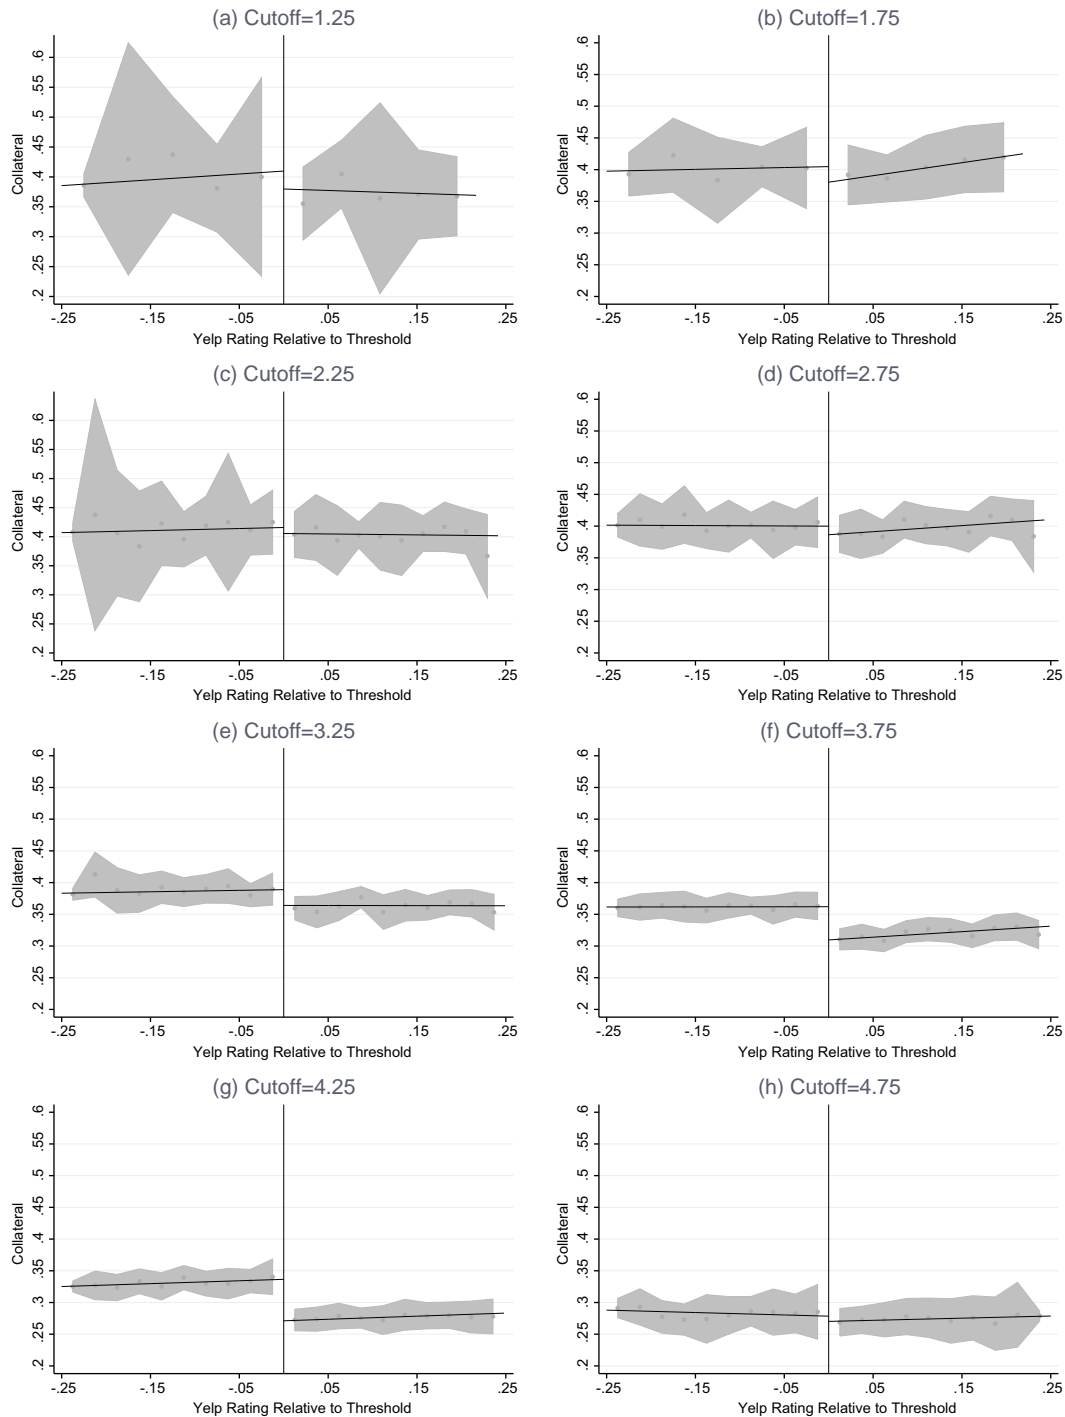 (a) Cutoff=1.25
(b) Cutoff=1.75
Collateral
.2 .25 .3 .35 .4 .45 .5 .55 .6
-.25 -.15 -.05 .05 .15 .25
Yelp Rating Relative to Threshold
Collateral
.2 .25 .3 .35 .4 .45 .5 .55 .6
-.25 -.15 -.05 .05 .15 .25
Yelp Rating Relative to Threshold
(c) Cutoff=2.25
(d) Cutoff=2.75
Collateral
.2 .25 .3 .35 .4 .45 .5 .55 .6
-.25 -.15 -.05 .05 .15 .25
Yelp Rating Relative to Threshold
Collateral
.2 .25 .3 .35 .4 .45 .5 .55 .6
-.25 -.15 -.05 .05 .15 .25
Yelp Rating Relative to Threshold
(e) Cutoff=3.25
(f) Cutoff=3.75
Collateral
.2 .25 .3 .35 .4 .45 .5 .55 .6
-.25 -.15 -.05 .05 .15 .25
Yelp Rating Relative to Threshold
Collateral
.2 .25 .3 .35 .4 .45 .5 .55 .6
-.25 -.15 -.05 .05 .15 .25
Yelp Rating Relative to Threshold
(g) Cutoff=4.25
(h) Cutoff=4.75
Collateral
.2 .25 .3 .35 .4 .45 .5 .55 .6
-.25 -.15 -.05 .05 .15 .25
Yelp Rating Relative to Threshold
Collateral
.2 .25 .3 .35 .4 .45 .5 .55 .6
-.25 -.15 -.05 .05 .15 .25
Yelp Rating Relative to Threshold